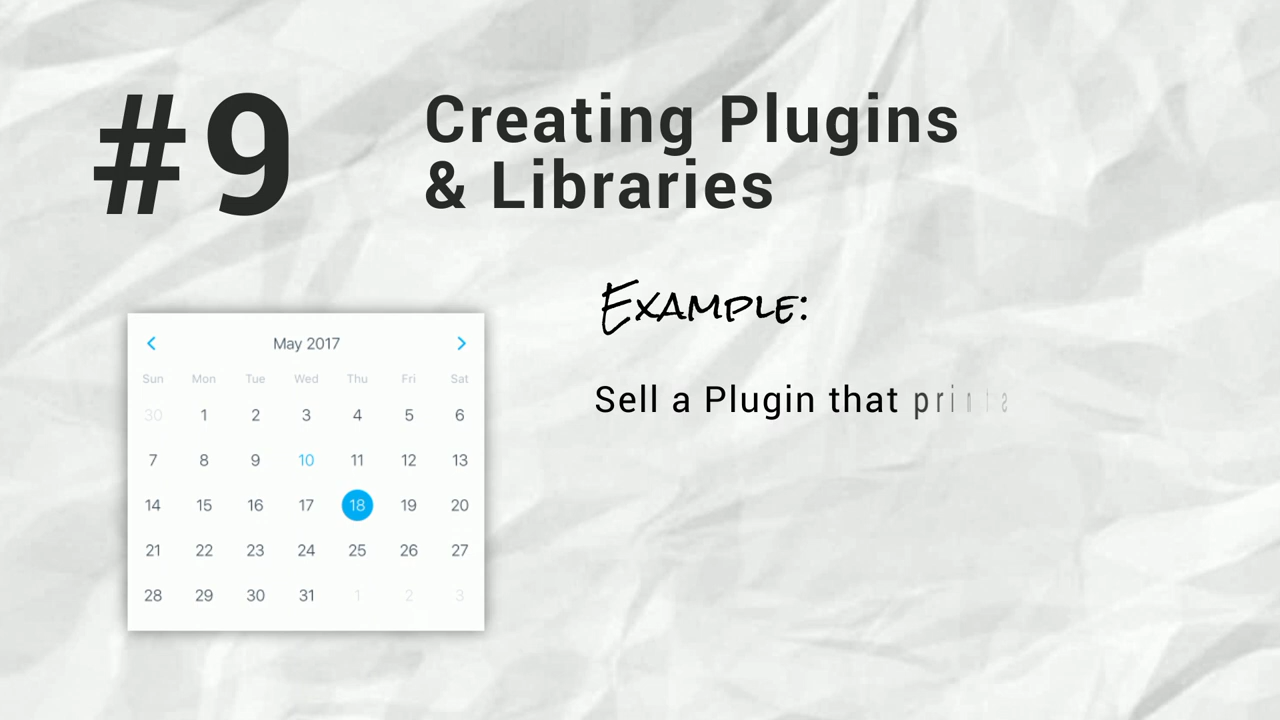 #9
Creating Plugins
& Libraries
Example:
Sell a Plugin that prints
May 2017
Sun Mon Tue Wed Thu Fri Sat
30 1 2 3 4 5 6
7 8 9 10 11 12 13
14 15 16 17 18 19 20
21 22 23 24 25 26 27
28 29 30 31 1 2 3